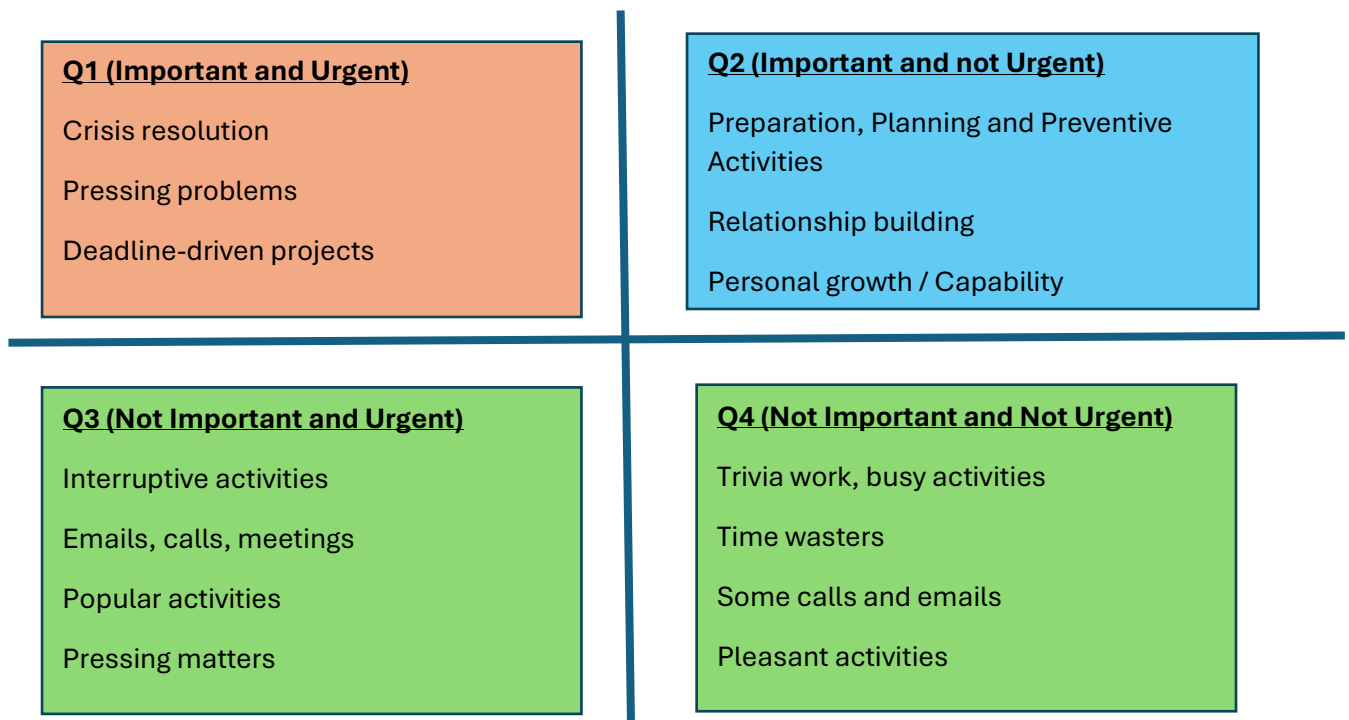 Q1 (Important and Urgent)
Crisis resolution
Pressing problems
Deadline-driven projects
Q2 (Important and not Urgent)
Preparation, Planning and Preventive
Activities
Relationship building
Personal growth / Capability
Q3 (Not Important and Urgent)
Interruptive activities
Emails, calls, meetings
Popular activities
Pressing matters
Q4 (Not Important and Not Urgent)
Trivia work, busy activities
Time wasters
Some calls and emails
Pleasant activities